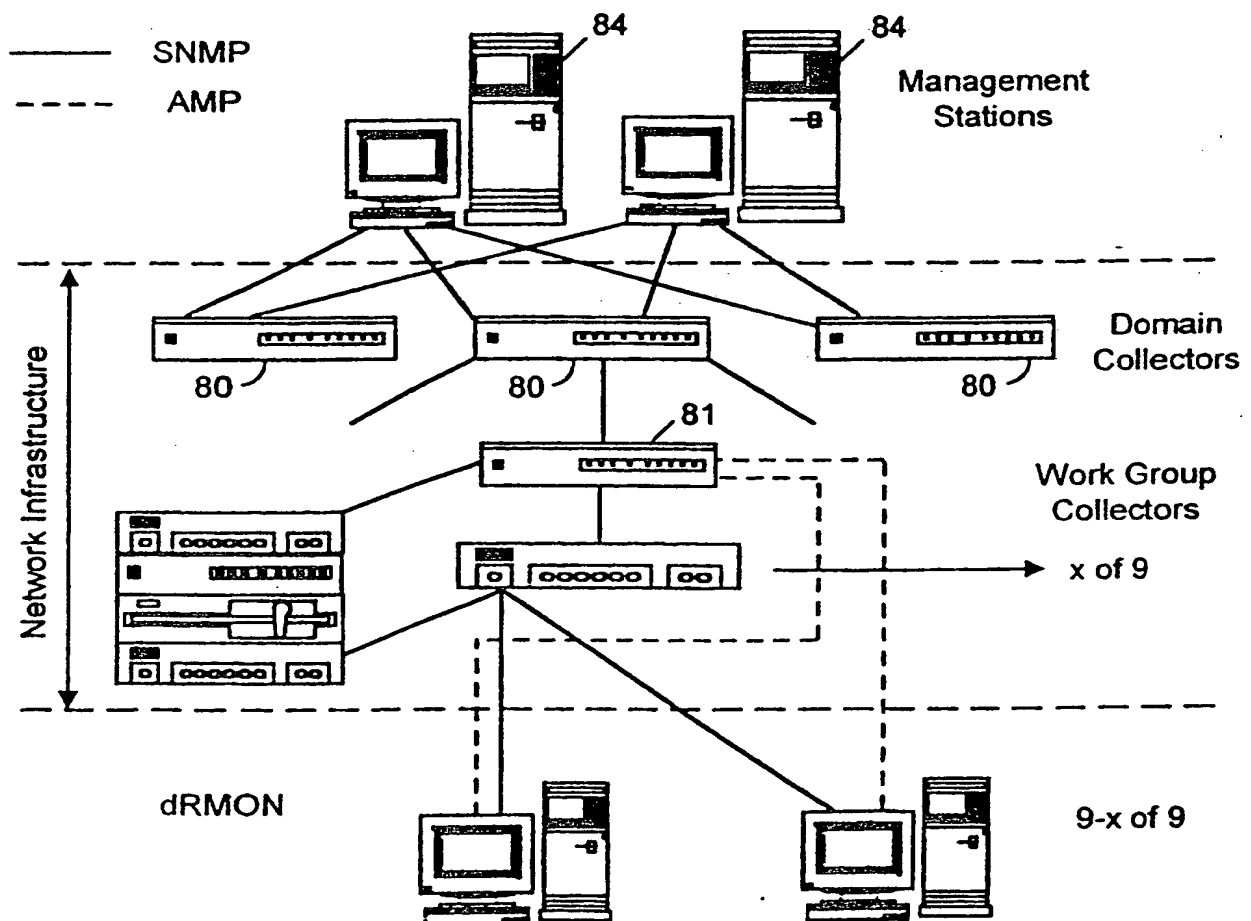 84
84
SNMP
AMP
Management
Stations
Network Infrastructure
Domain
Collectors
80
80
80
81
Work Group
Collectors
x of 9
dRMON
9-x of 9